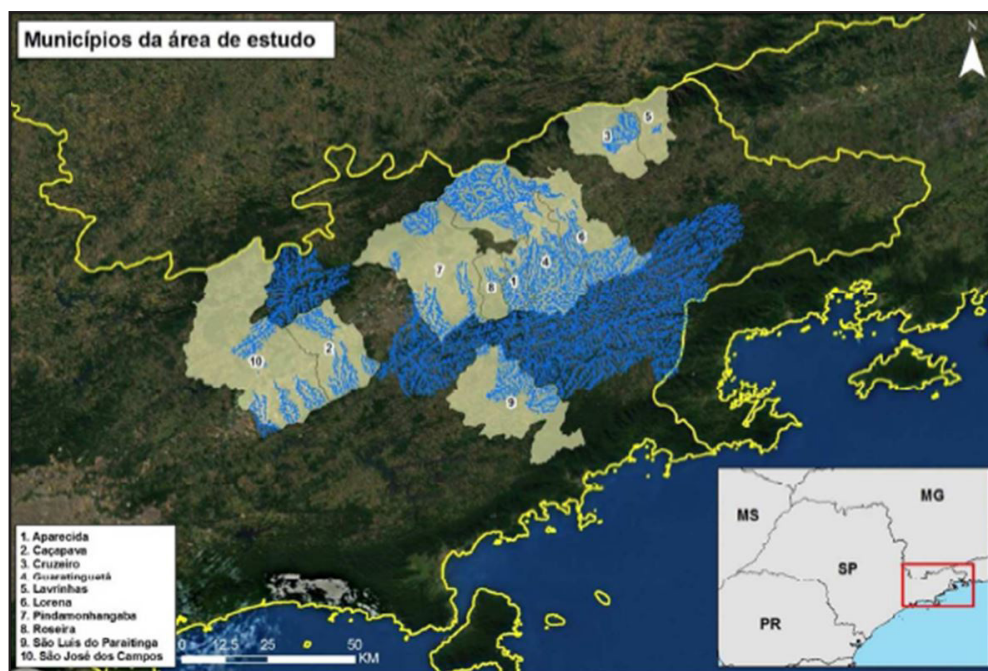 Municípios da área de estudo
N
3
5
6
7
4
1
8
2
10
9
1. Aparecida
2. Caçapava
3. Cruzeiro
4. Guaratinguetá
5. Lavrinhas
6. Lorena
7. Pindamonhangaba
8. Roseira
9. São Luis do Paraitinga
10. São José dos Campos
0 12.5 25 50
KM
MS
MG
SP
PR